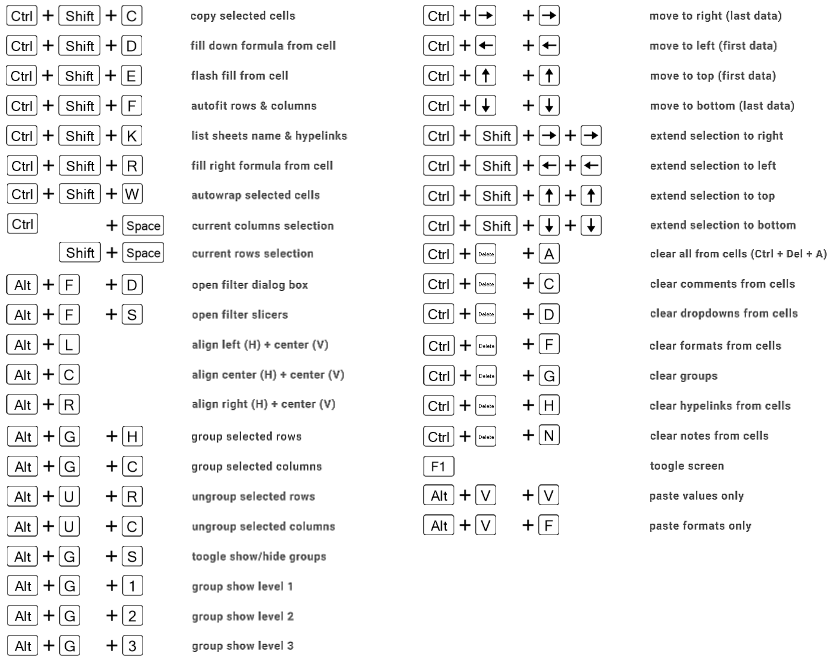 Ctrl + Shift + C copy selected cells
Ctrl + Shift + D fill down formula from cell
Ctrl + Shift + E flash fill from cell
Ctrl + Shift + F autofit rows & columns
Ctrl + Shift + K list sheets name & hypelinks
Ctrl + Shift + R fill right formula from cell
Ctrl + Shift + W autowrap selected cells
Ctrl + Space current columns selection
Shift + Space current rows selection
Alt + F + D open filter dialog box
Alt + F + S open filter slicers
Alt + L align left (H) + center (V)
Alt + C align center (H) + center (V)
Alt + R align right (H) + center (V)
Alt + G + H group selected rows
Alt + G + C group selected columns
Alt + U + R ungroup selected rows
Alt + U + C ungroup selected columns
Alt + G + S toogle show/hide groups
Alt + G + 1 group show level 1
Alt + G + 2 group show level 2
Alt + G + 3 group show level 3
Ctrl + → + → move to right (last data)
Ctrl + ← + ← move to left (first data)
Ctrl + ↑ + ↑ move to top (first data)
Ctrl + ↓ + ↓ move to bottom (last data)
Ctrl + Shift + → + → extend selection to right
Ctrl + Shift + ← + ← extend selection to left
Ctrl + Shift + ↑ + ↑ extend selection to top
Ctrl + Shift + ↓ + ↓ extend selection to bottom
Ctrl + Delete + A clear all from cells (Ctrl + Del + A)
Ctrl + Delete + C clear comments from cells
Ctrl + Delete + D clear dropdowns from cells
Ctrl + Delete + F clear formats from cells
Ctrl + Delete + G clear groups
Ctrl + Delete + H clear hypelinks from cells
Ctrl + Delete + N clear notes from cells
F1 toogle screen
Alt + V + V paste values only
Alt + V + F paste formats only